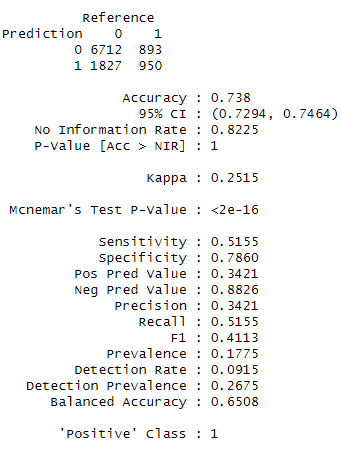 Reference
Prediction 0 1
0 6712 893
1 1827 950
Accuracy : 0.738
95% CI : (0.7294, 0.7464)
No Information Rate : 0.8225
P-Value [Acc > NIR] : 1
Kappa : 0.2515
Mcnemar's Test P-Value : <2e-16
Sensitivity : 0.5155
Specificity : 0.7860
Pos Pred Value : 0.3421
Neg Pred Value : 0.8826
Precision : 0.3421
Recall : 0.5155
F1 : 0.4113
Prevalence : 0.1775
Detection Rate : 0.0915
Detection Prevalence : 0.2675
Balanced Accuracy : 0.6508
'Positive' Class : 1